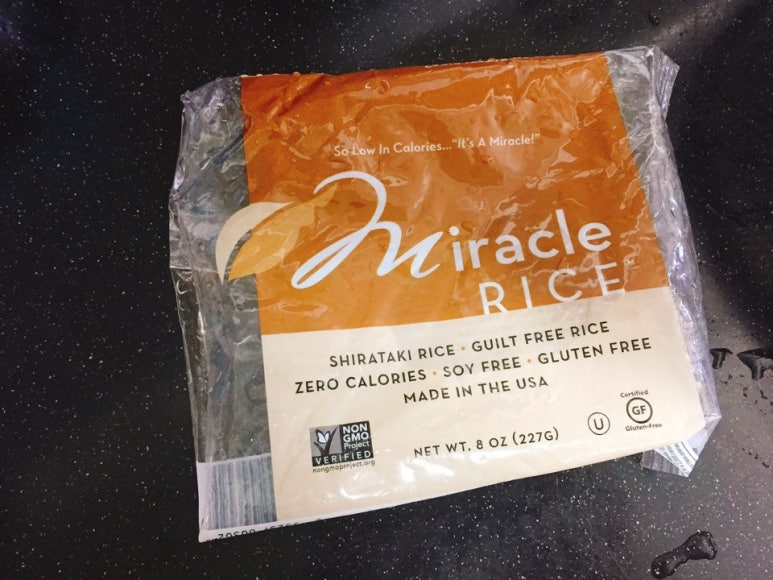 So Low In Calories..."It's A Miracle!"
Miracle
RICE™
SHIRATAKI RICE • GUILT FREE RICE
ZERO CALORIES • SOY FREE • GLUTEN FREE
MADE IN THE USA
NON
GMO
Project
VERIFIED
nongmoproject.org
NET WT. 8 OZ (227G)
U
Certified
GF
Gluten-Free